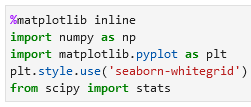 %matplotlib inline
import numpy as np
import matplotlib.pyplot as plt
plt.style.use('seaborn-whitegrid')
from scipy import stats